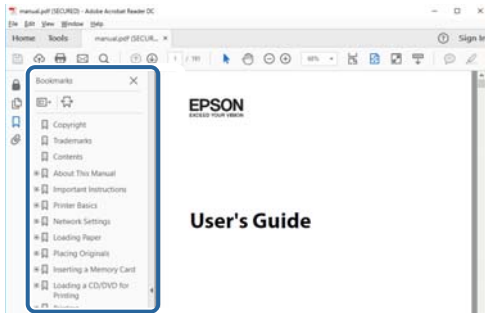 manual.pdf (SECURED) - Adobe Acrobat Reader DC
File Edit View Window Help
Home Tools manual.pdf (SECUR... ×
Sign In
Bookmarks
EPSON
EXCEED YOUR VISION
Copyright
Trademarks
Contents
About This Manual
Important Instructions
Printer Basics
Network Settings
User's Guide
Loading Paper
Placing Originals
Inserting a Memory Card
Loading a CD/DVD for
Printing